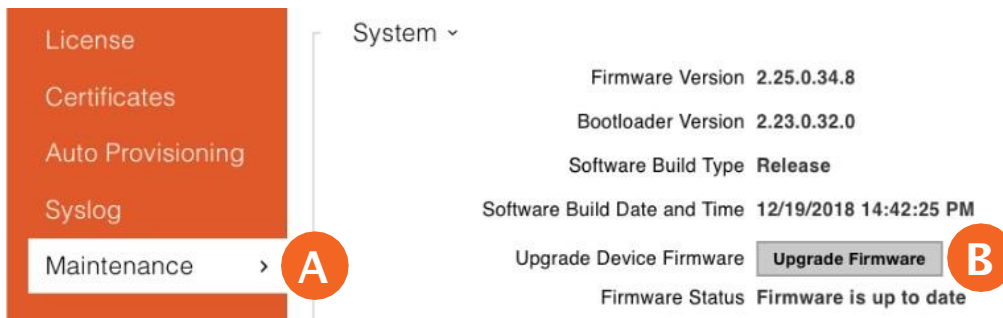 License
Certificates
Auto Provisioning
Syslog
Maintenance >
A
System
Firmware Version 2.25.0.34.8
Bootloader Version 2.23.0.32.0
Software Build Type Release
Software Build Date and Time 12/19/2018 14:42:25 PM
Upgrade Device Firmware Upgrade Firmware B
Firmware Status Firmware is up to date